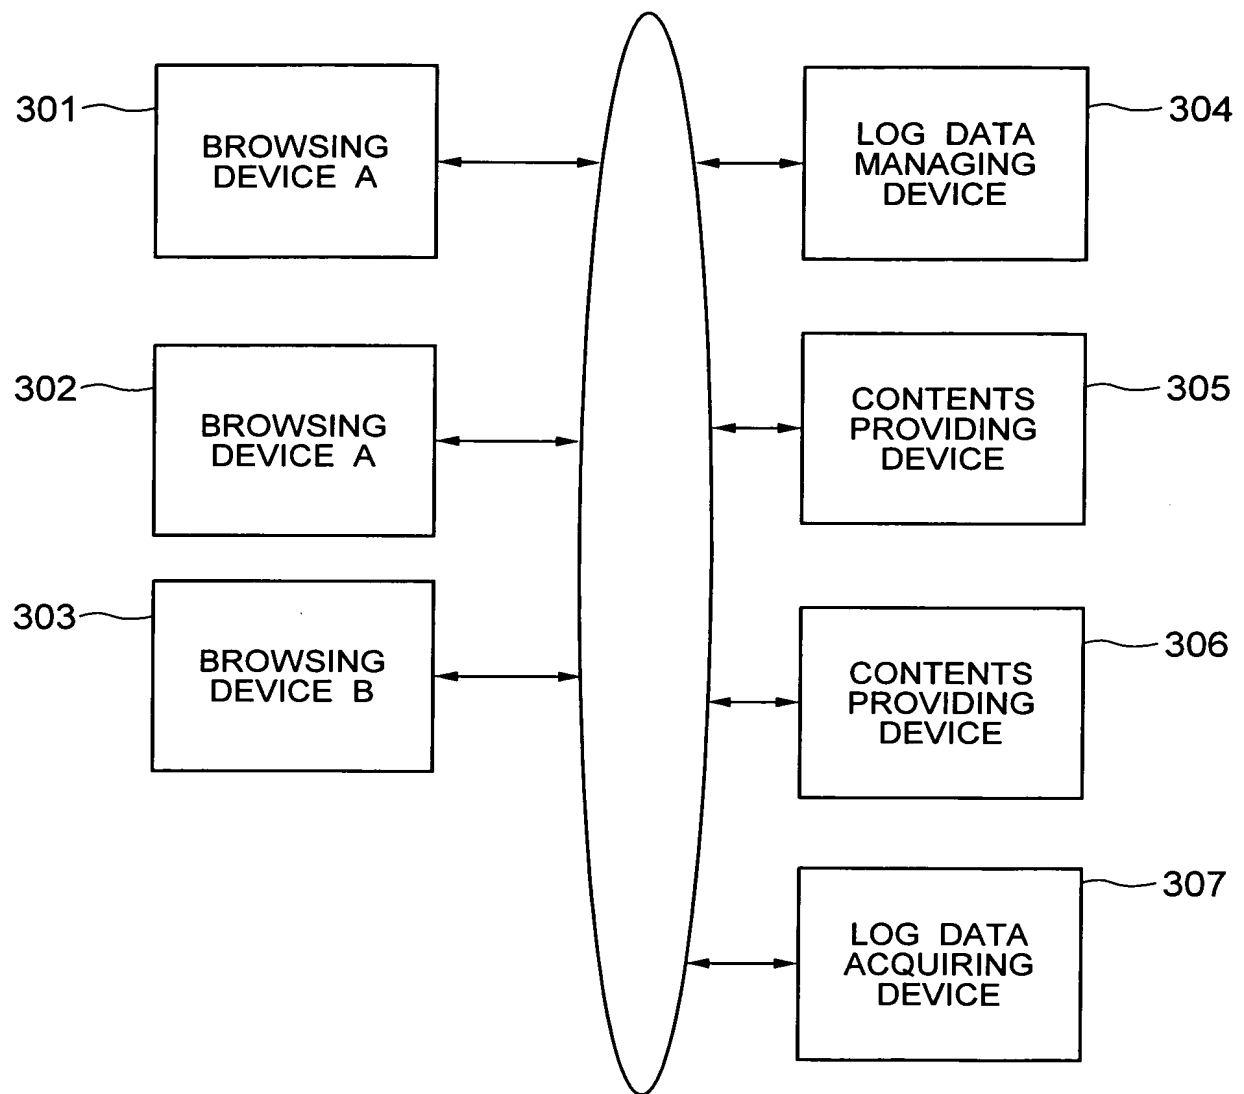 301
BROWSING
DEVICE A
302
BROWSING
DEVICE A
303
BROWSING
DEVICE B
304
LOG DATA
MANAGING
DEVICE
305
CONTENTS
PROVIDING
DEVICE
306
CONTENTS
PROVIDING
DEVICE
307
LOG DATA
ACQUIRING
DEVICE